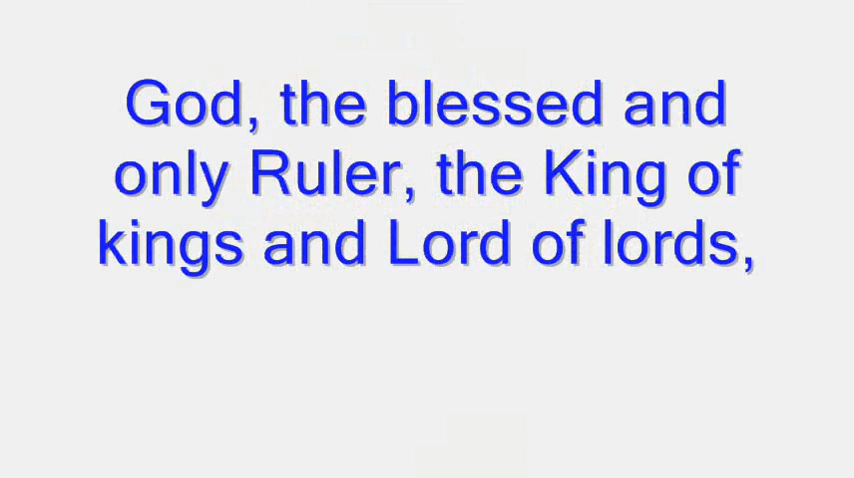 God, the blessed and
only Ruler, the King of
kings and Lord of lords,